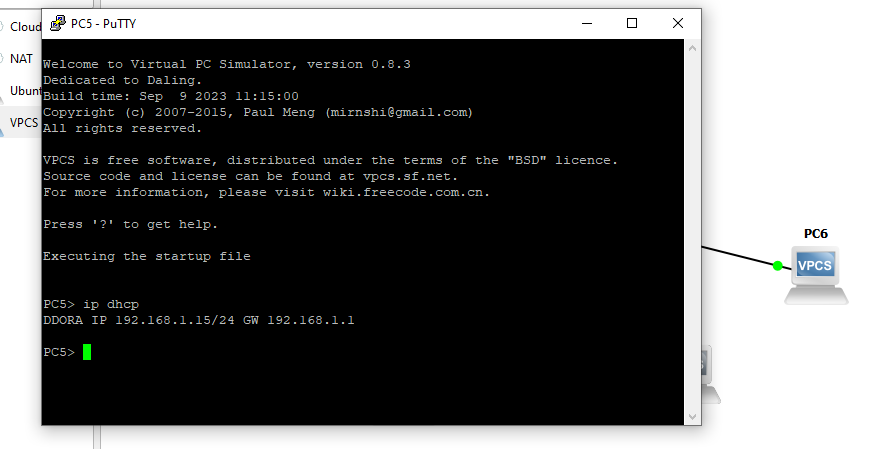 Cloud
NAT
Ubunt
VPCS
PC5 - PuTTY
Welcome to Virtual PC Simulator, version 0.8.3
Dedicated to Daling.
Build time: Sep  9 2023 11:15:00
Copyright (c) 2007-2015, Paul Meng (mirnshi@gmail.com)
All rights reserved.
VPCS is free software, distributed under the terms of the "BSD" licence.
Source code and license can be found at vpcs.sf.net.
For more information, please visit wiki.freecode.com.cn.
Press '?' to get help.
Executing the startup file
PC5> ip dhcp
DDORA IP 192.168.1.15/24 GW 192.168.1.1
PC5>
PC6
VPCS